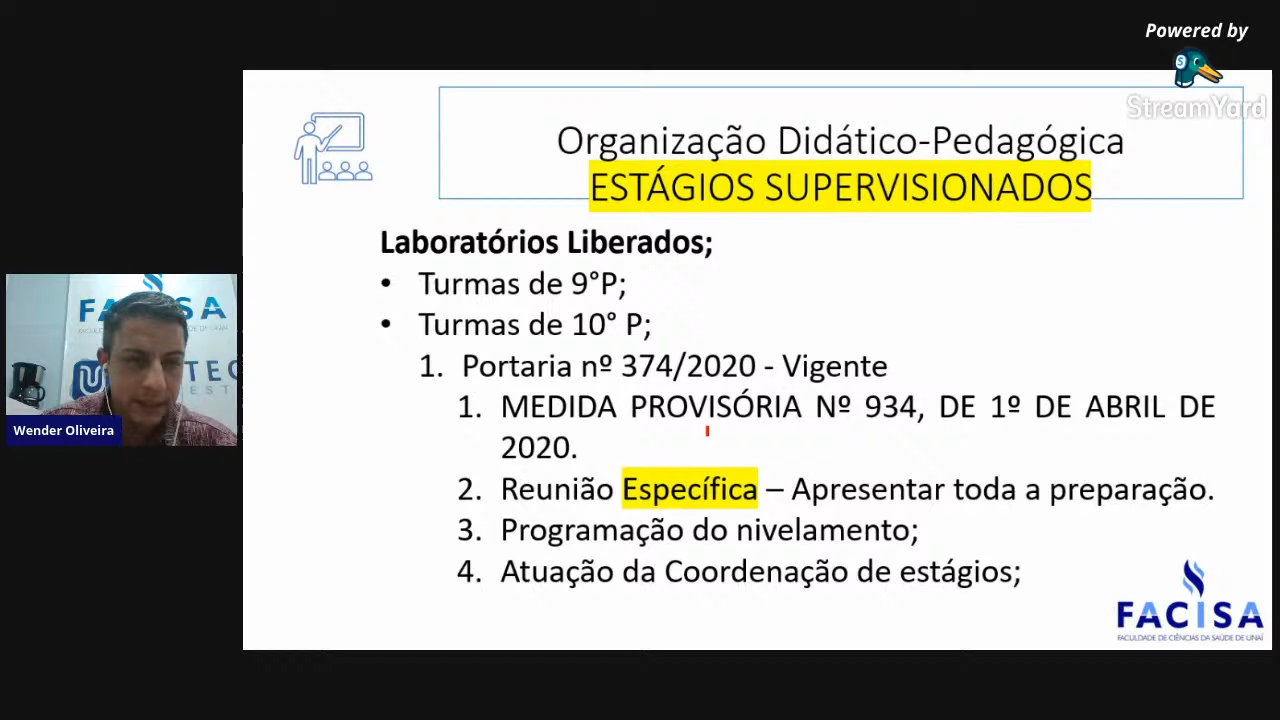 Powered by
StreamYard
Organização Didático-Pedagógica
ESTÁGIOS SUPERVISIONADOS
Laboratórios Liberados;
• Turmas de 9°P;
• Turmas de 10° P;
1. Portaria nº 374/2020 - Vigente
1. MEDIDA PROVISÓRIA Nº 934, DE 1º DE ABRIL DE
2020.
2. Reunião Específica – Apresentar toda a preparação.
3. Programação do nivelamento;
4. Atuação da Coordenação de estágios;
FACISA
FACULDADE DE CIÊNCIAS DA SAÚDE DE UNAÍ
Wender Oliveira